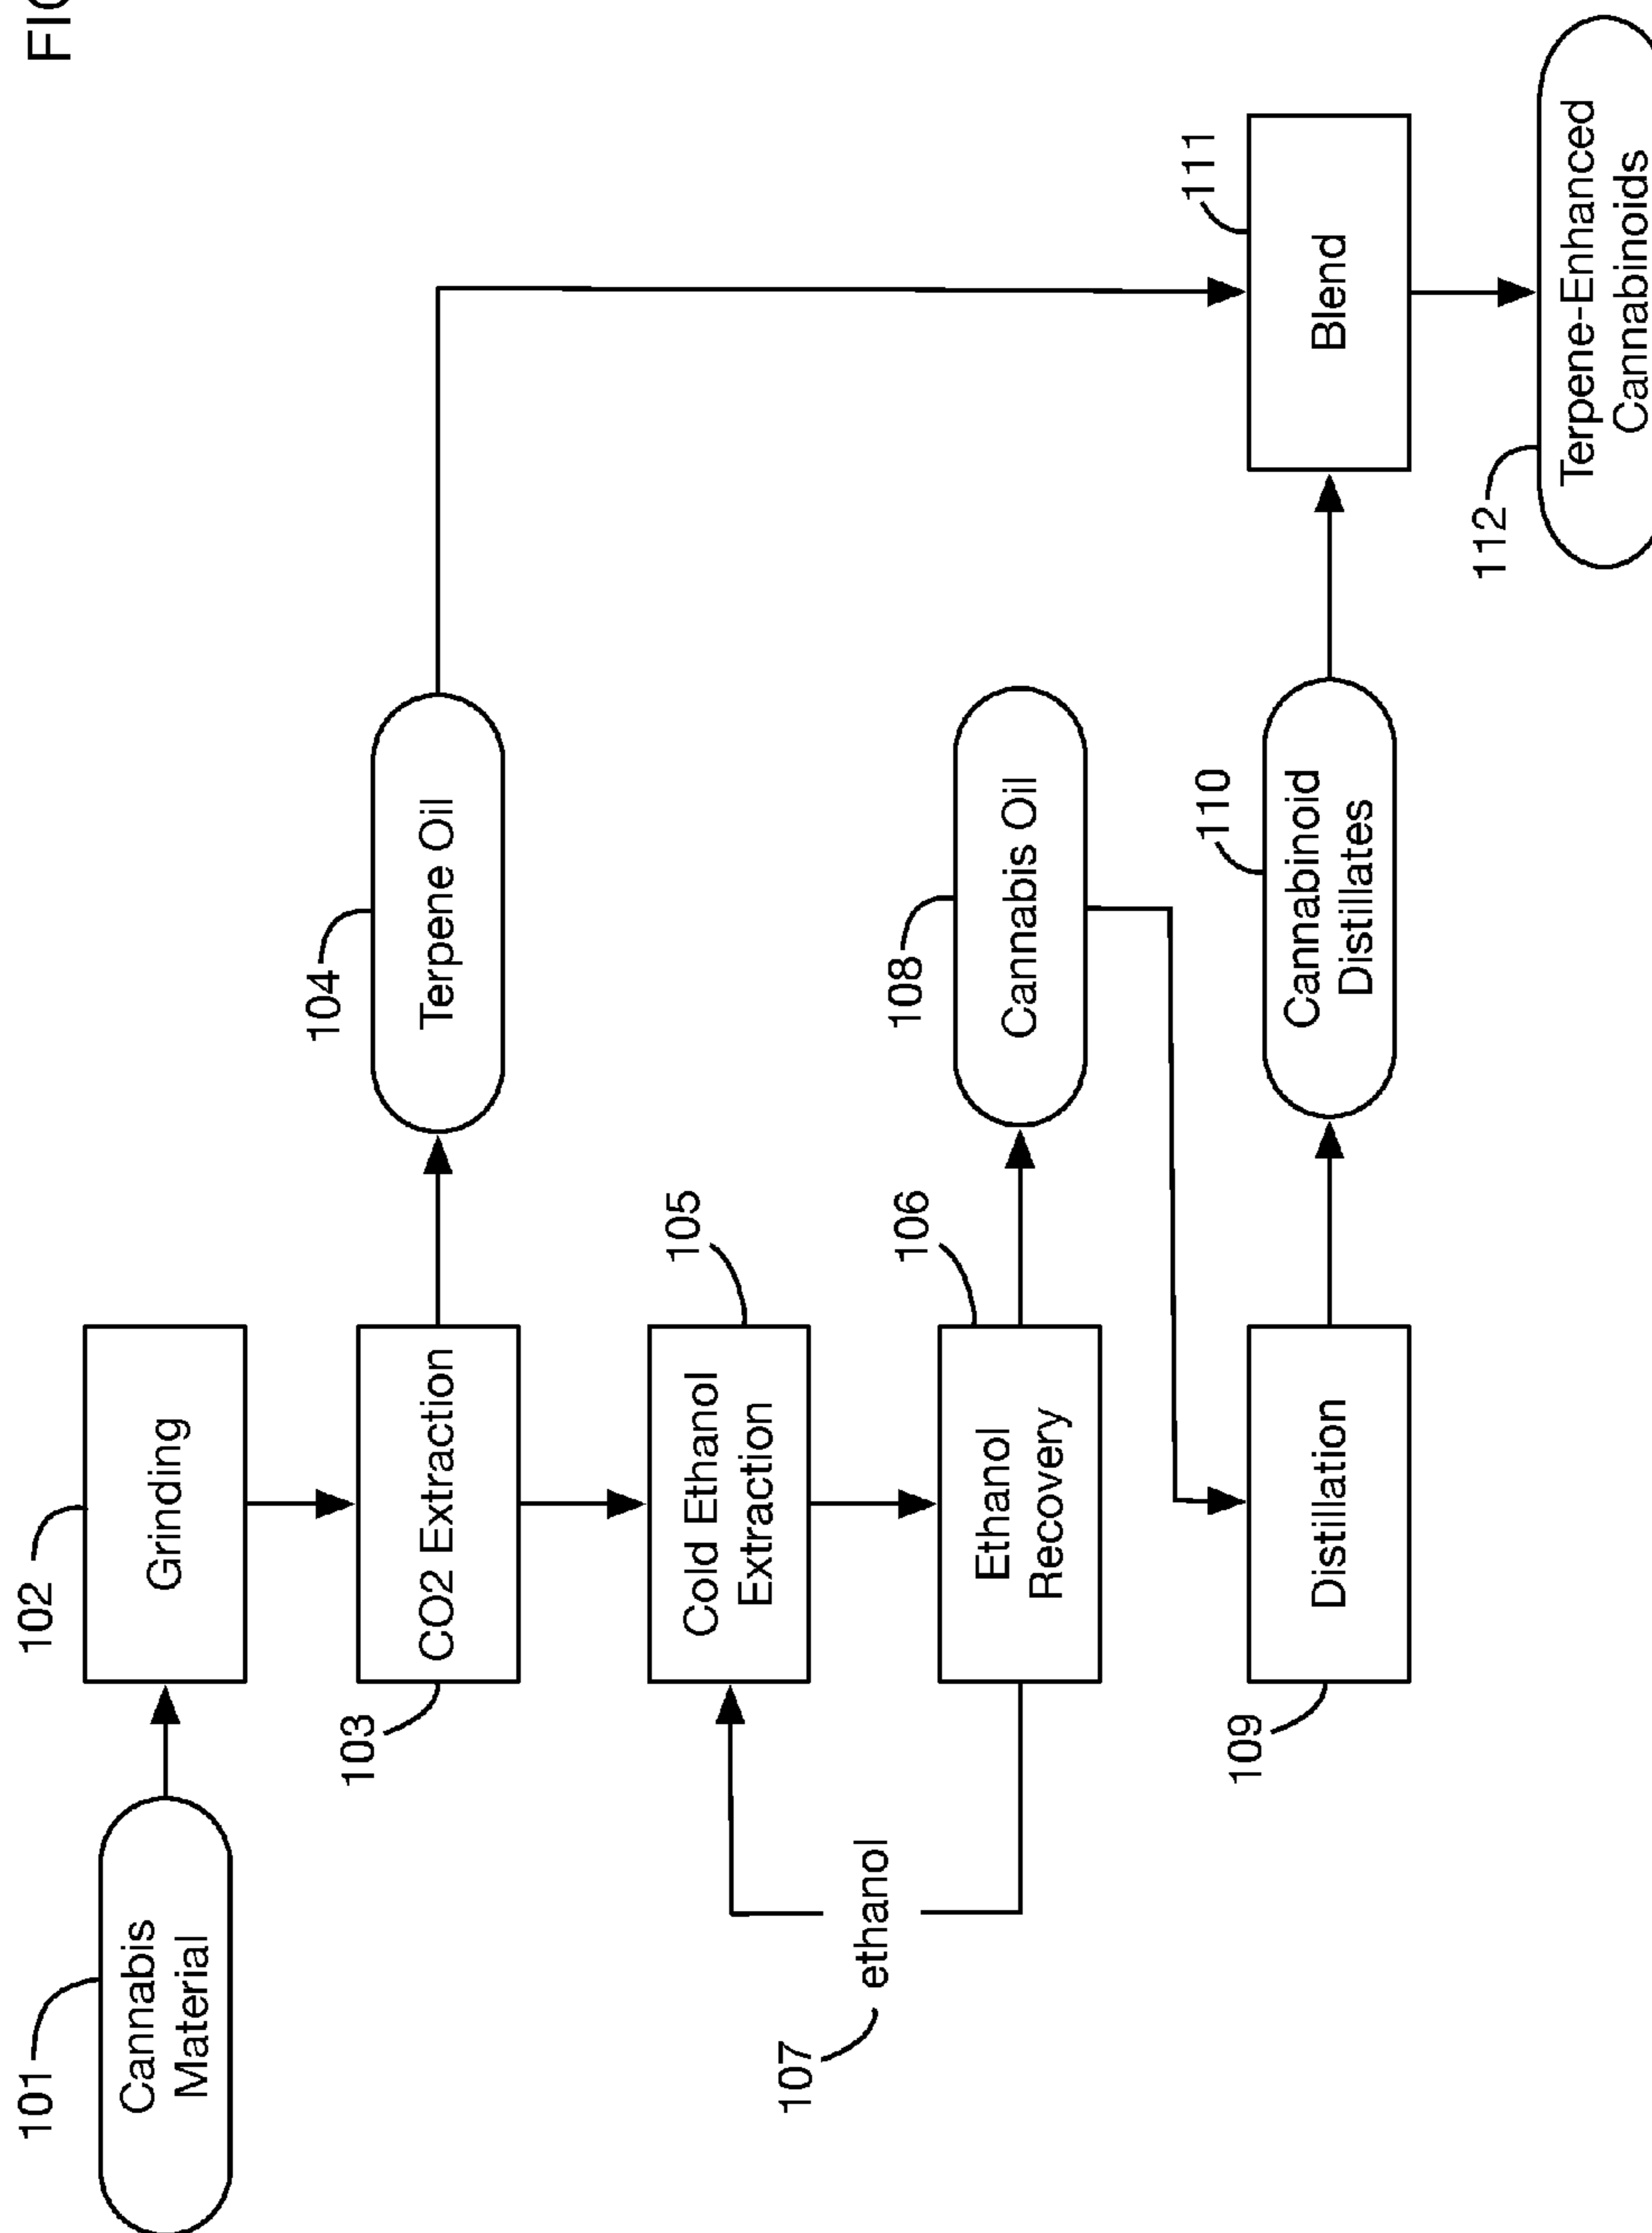 FIG
101
Cannabis
Material
102
Grinding
103
CO2 Extraction
104
Terpene Oil
105
Cold Ethanol
Extraction
107
ethanol
106
Ethanol
Recovery
108
Cannabis Oil
109
Distillation
110
Cannabinoid
Distillates
111
Blend
112
Terpene-Enhanced
Cannabinoids